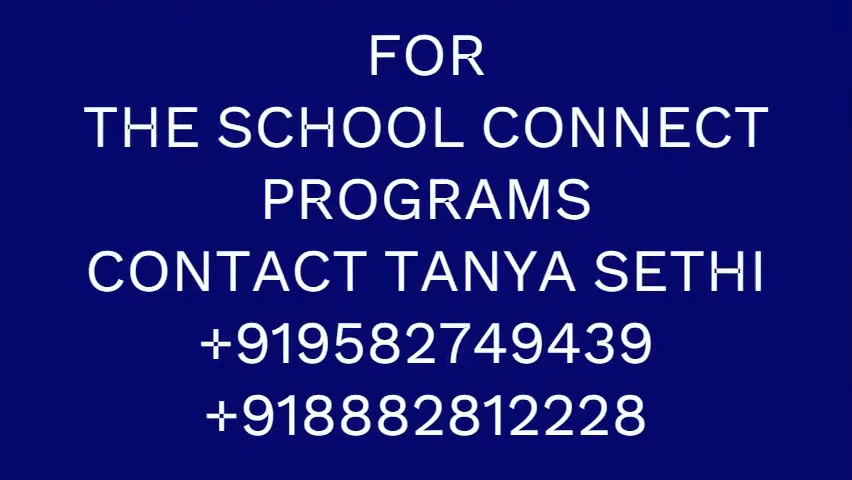 FOR
THE SCHOOL CONNECT
PROGRAMS
CONTACT TANYA SETHI
+919582749439
+918882812228